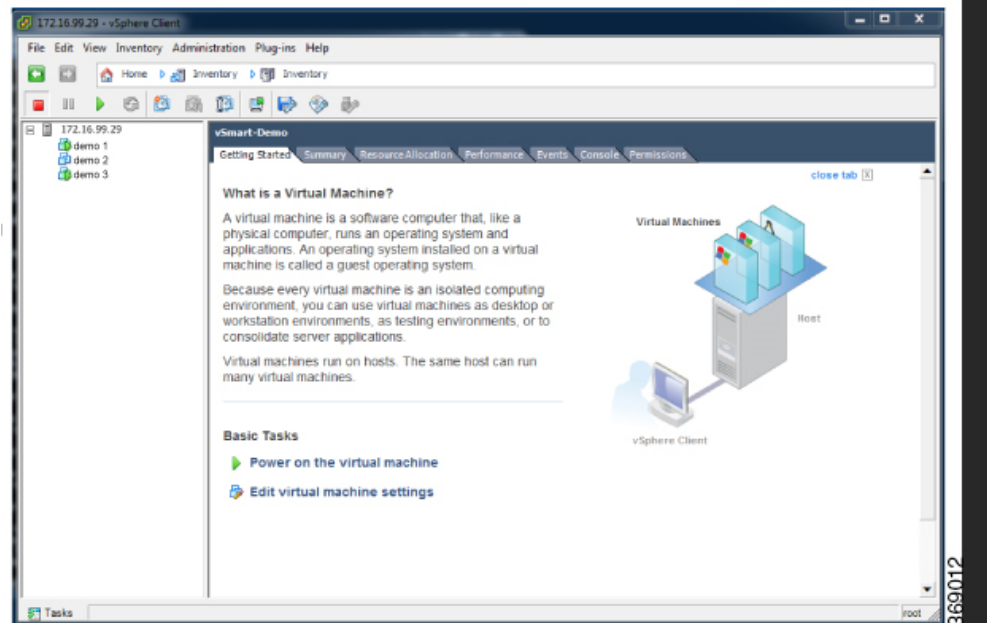 172.16.99.29 - vSphere Client
File Edit View Inventory Administration Plug-ins Help
Home Inventory Inventory
172.16.99.29
demo 1
demo 2
demo 3
vSmart-Demo
Getting Started Summary Resource Allocation Performance Events Console Permissions
close tab X
What is a Virtual Machine?
A virtual machine is a software computer that, like a
physical computer, runs an operating system and
applications. An operating system installed on a virtual
machine is called a guest operating system.
Because every virtual machine is an isolated computing
environment, you can use virtual machines as desktop or
workstation environments, as testing environments, or to
consolidate server applications.
Virtual machines run on hosts. The same host can run
many virtual machines.
Basic Tasks
Power on the virtual machine
Edit virtual machine settings
Virtual Machines
Host
vSphere Client
Tasks
root
369012